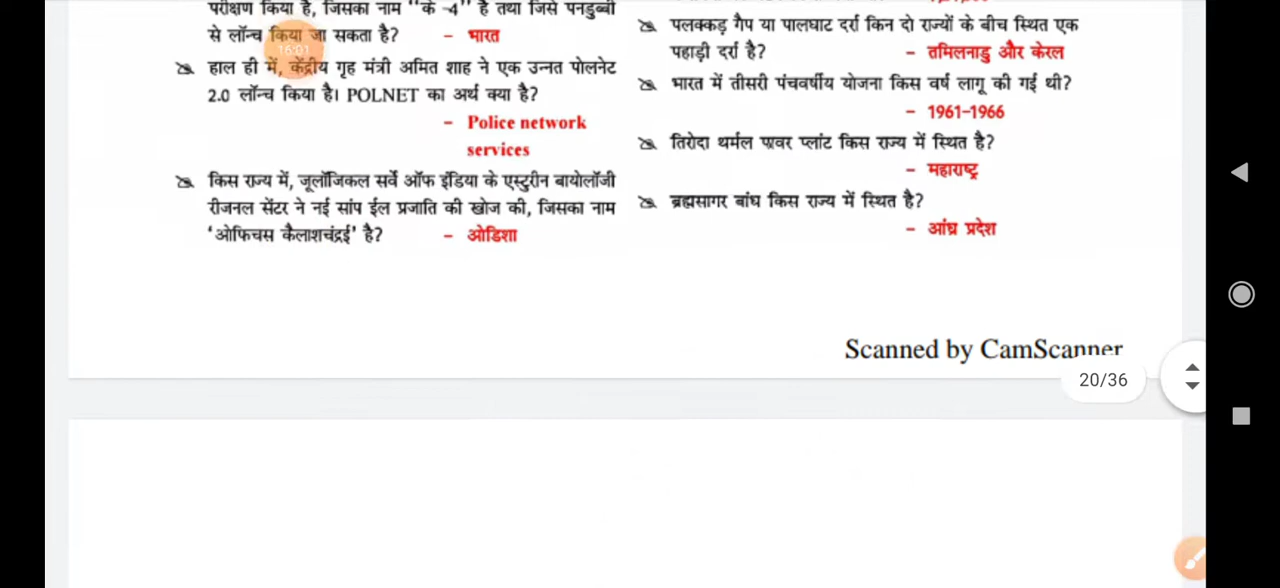 परीक्षण किया है, जिसका नाम "के -4" है तथा जिसे पनडुब्बी
से लॉन्च किया जा सकता है? - भारत
16:01
हाल ही में, केंद्रीय गृह मंत्री अमित शाह ने एक उन्नत पोलनेट
2.0 लॉन्च किया है। POLNET का अर्थ क्या है?
- Police network
services
किस राज्य में, जूलॉजिकल सर्वे ऑफ इंडिया के एस्टुरीन बायोलॉजी
रीजनल सेंटर ने नई सांप ईल प्रजाति की खोज की, जिसका नाम
'ओफिचस कैलाशचंद्रई' है? - ओडिशा
पलक्कड़ गैप या पालघाट दर्रा किन दो राज्यों के बीच स्थित एक
पहाड़ी दर्रा है? - तमिलनाडु और केरल
भारत में तीसरी पंचवर्षीय योजना किस वर्ष लागू की गई थी?
- 1961-1966
तिरोदा थर्मल पावर प्लांट किस राज्य में स्थित है?
- महाराष्ट्र
ब्रह्मसागर बांध किस राज्य में स्थित है?
- आंध्र प्रदेश
Scanned by CamScanner
20/36